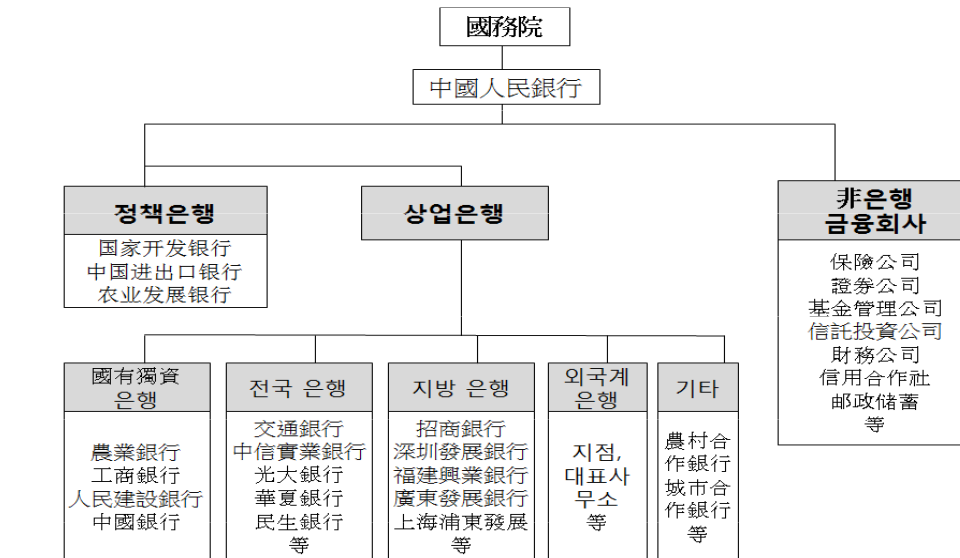 國務院
中國人民銀行
정책은행
国家开发银行
中国进出口银行
农业发展银行
상업은행
非은행
금융회사
保險公司
證券公司
基金管理公司
信託投資公司
財務公司
信用合作社
邮政储蓄
等
國有獨資
은행
農業銀行
工商銀行
人民建設銀行
中國銀行
전국 은행
交通銀行
中信實業銀行
光大銀行
華夏銀行
民生銀行
等
지방 은행
招商銀行
深圳發展銀行
福建興業銀行
廣東發展銀行
上海浦東發展
等
외국계
은행
지점,
대표사
무소
等
기타
農村合
作銀行
城市合
作銀行
等